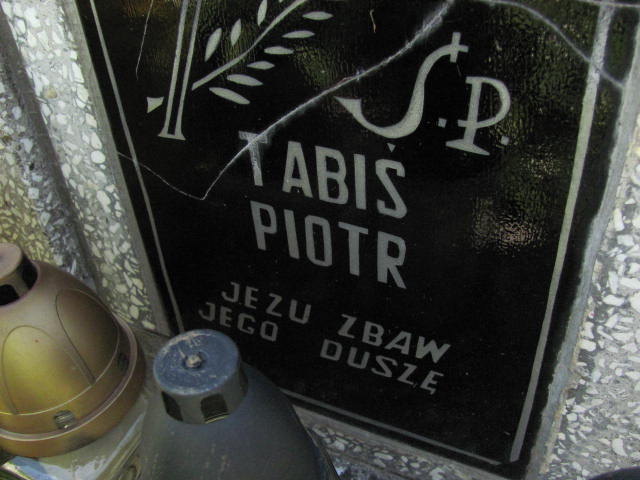 Ś.P.
TABIŚ
PIOTR
JEZU ZBAW
JEGO DUSZĘ